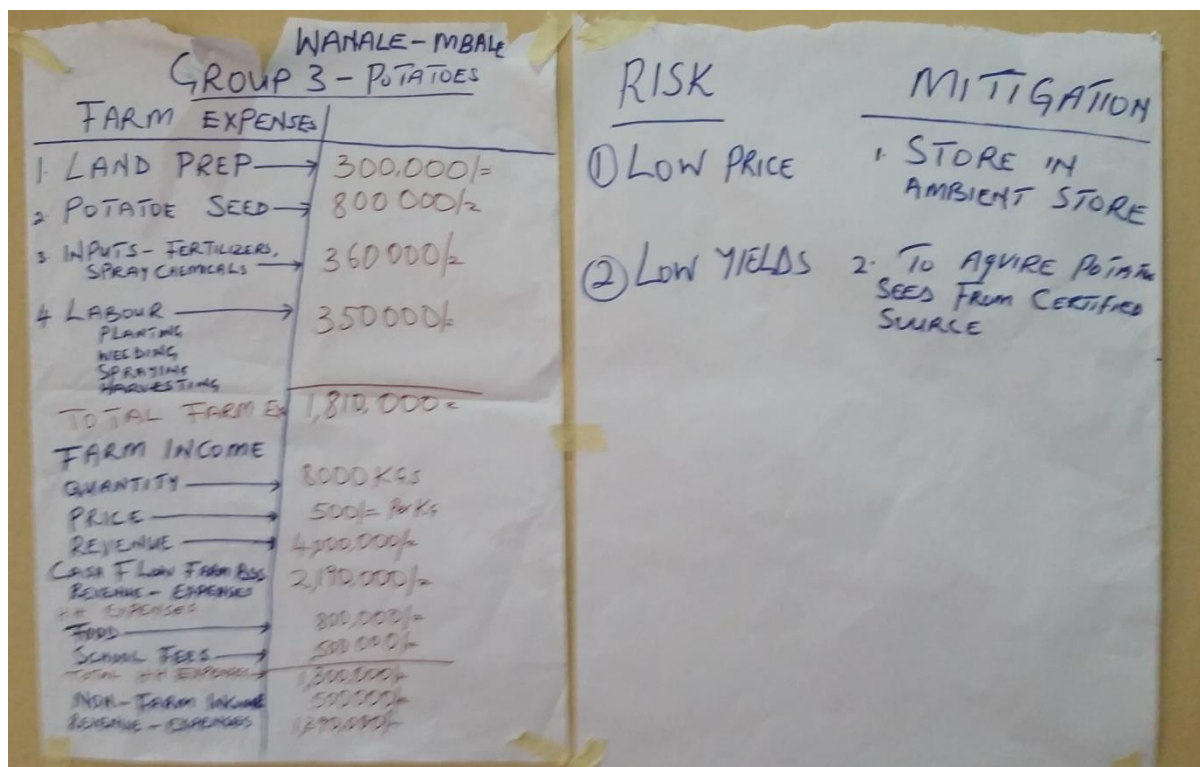 WANALE-MBALE
GROUP 3 - POTATOES
FARM EXPENSES
1. LAND PREP → 300,000/=
2. POTATOE SEED → 800 000/=
3. INPUTS - FERTILIZERS,
SPRAY CHEMICALS → 360 000/=
4 LABOUR → 350000/=
PLANTING
WEEDING
SPRAYING
HARVESTING
TOTAL FARM EX 1,810,000=
FARM INCOME
QUANTITY → 8000 KGS
PRICE → 500/= Per KG
REVENUE → 4,000,000/=
CASH FLOW FARM BSS
REVENUE - EXPENSES 2,190,000/=
HH EXPENSES
FOOD → 800,000/=
SCHOOL FEES → 500 000/=
TOTAL HH EXPENSES → 1,300,000/=
NON-FARM INCOME 500000/=
REVENUE - EXPENSES 1,390,000/=
RISK MITIGATION
① LOW PRICE 1. STORE IN
AMBIENT STORE
② LOW YIELDS 2. TO AQUIRE POTATOE
SEED FROM CERTIFIED
SOURCE